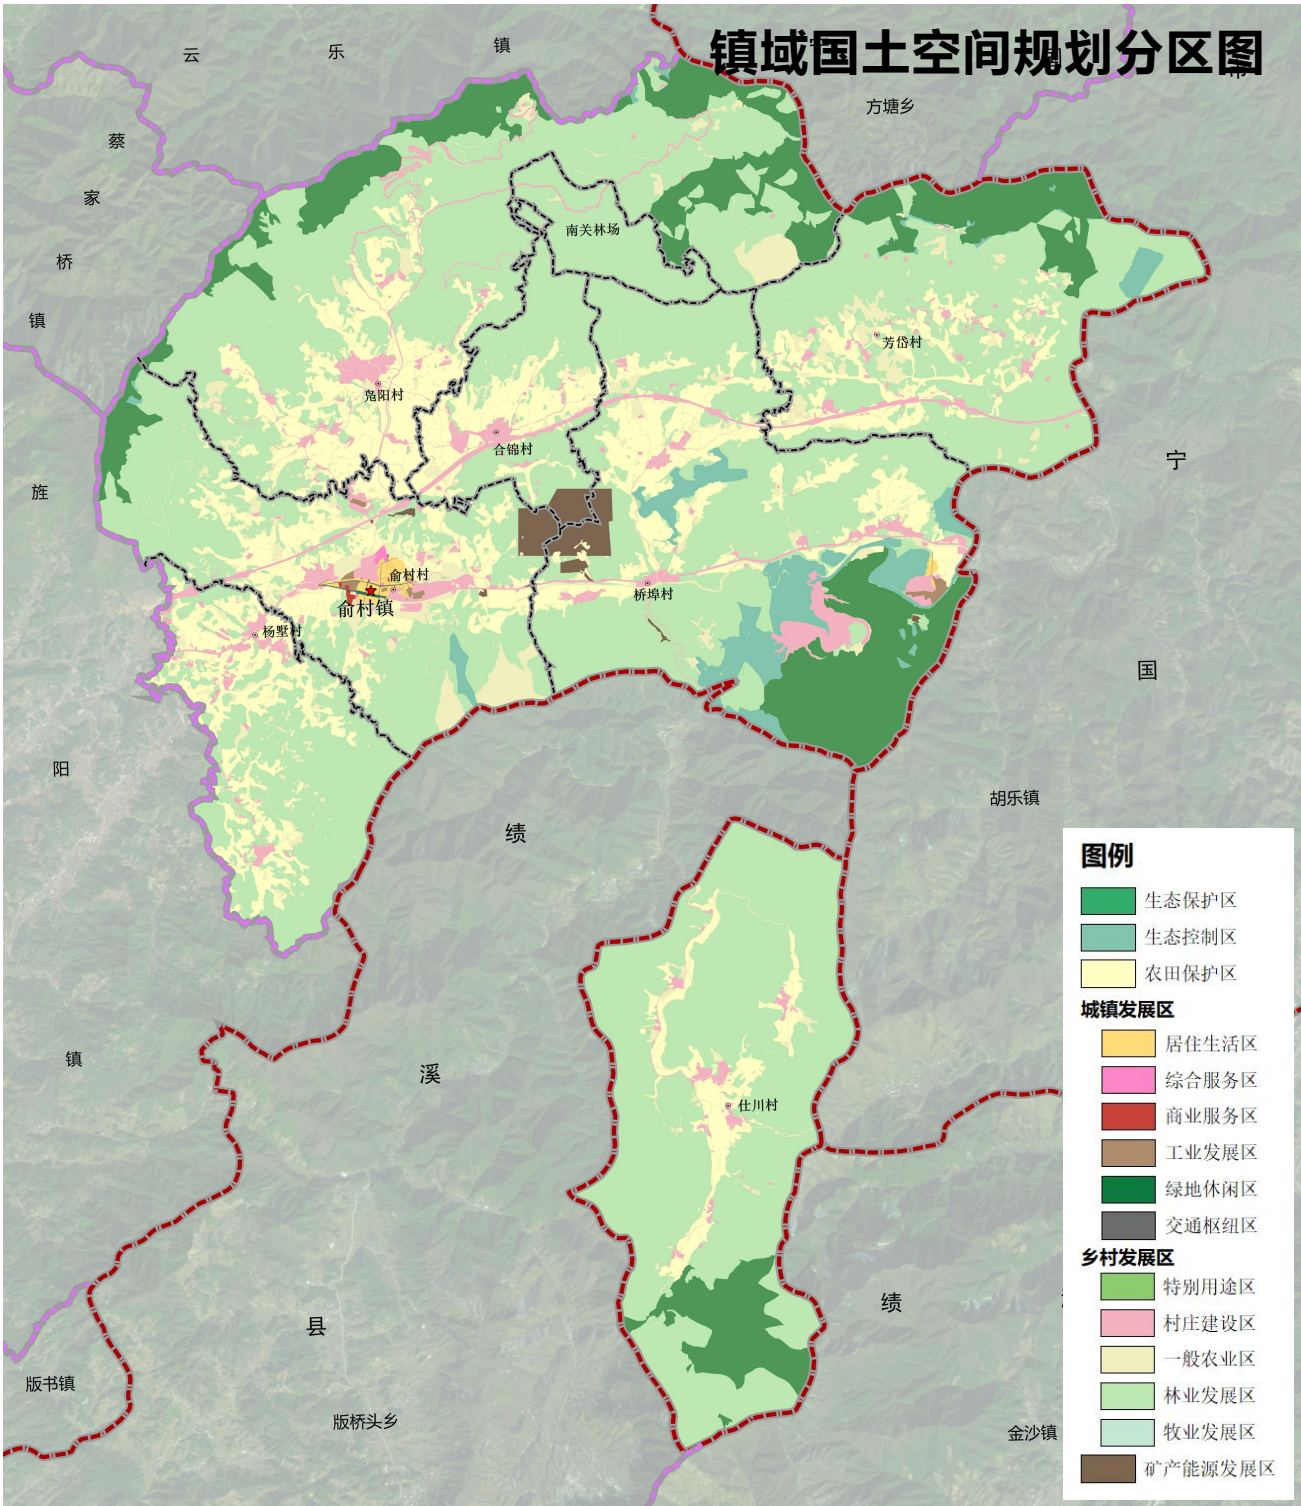 镇域国土空间规划分区图
云 乐 镇
方塘乡
蔡
家
桥
镇
南关林场
芳岱村
凫阳村
合锦村
旌
宁
俞村村
俞村镇
桥埠村
杨墅村
国
阳
胡乐镇
绩
镇
溪
仕川村
绩
县
版书镇
版桥头乡
金沙镇
图例
生态保护区
生态控制区
农田保护区
城镇发展区
居住生活区
综合服务区
商业服务区
工业发展区
绿地休闲区
交通枢纽区
乡村发展区
特别用途区
村庄建设区
一般农业区
林业发展区
牧业发展区
矿产能源发展区